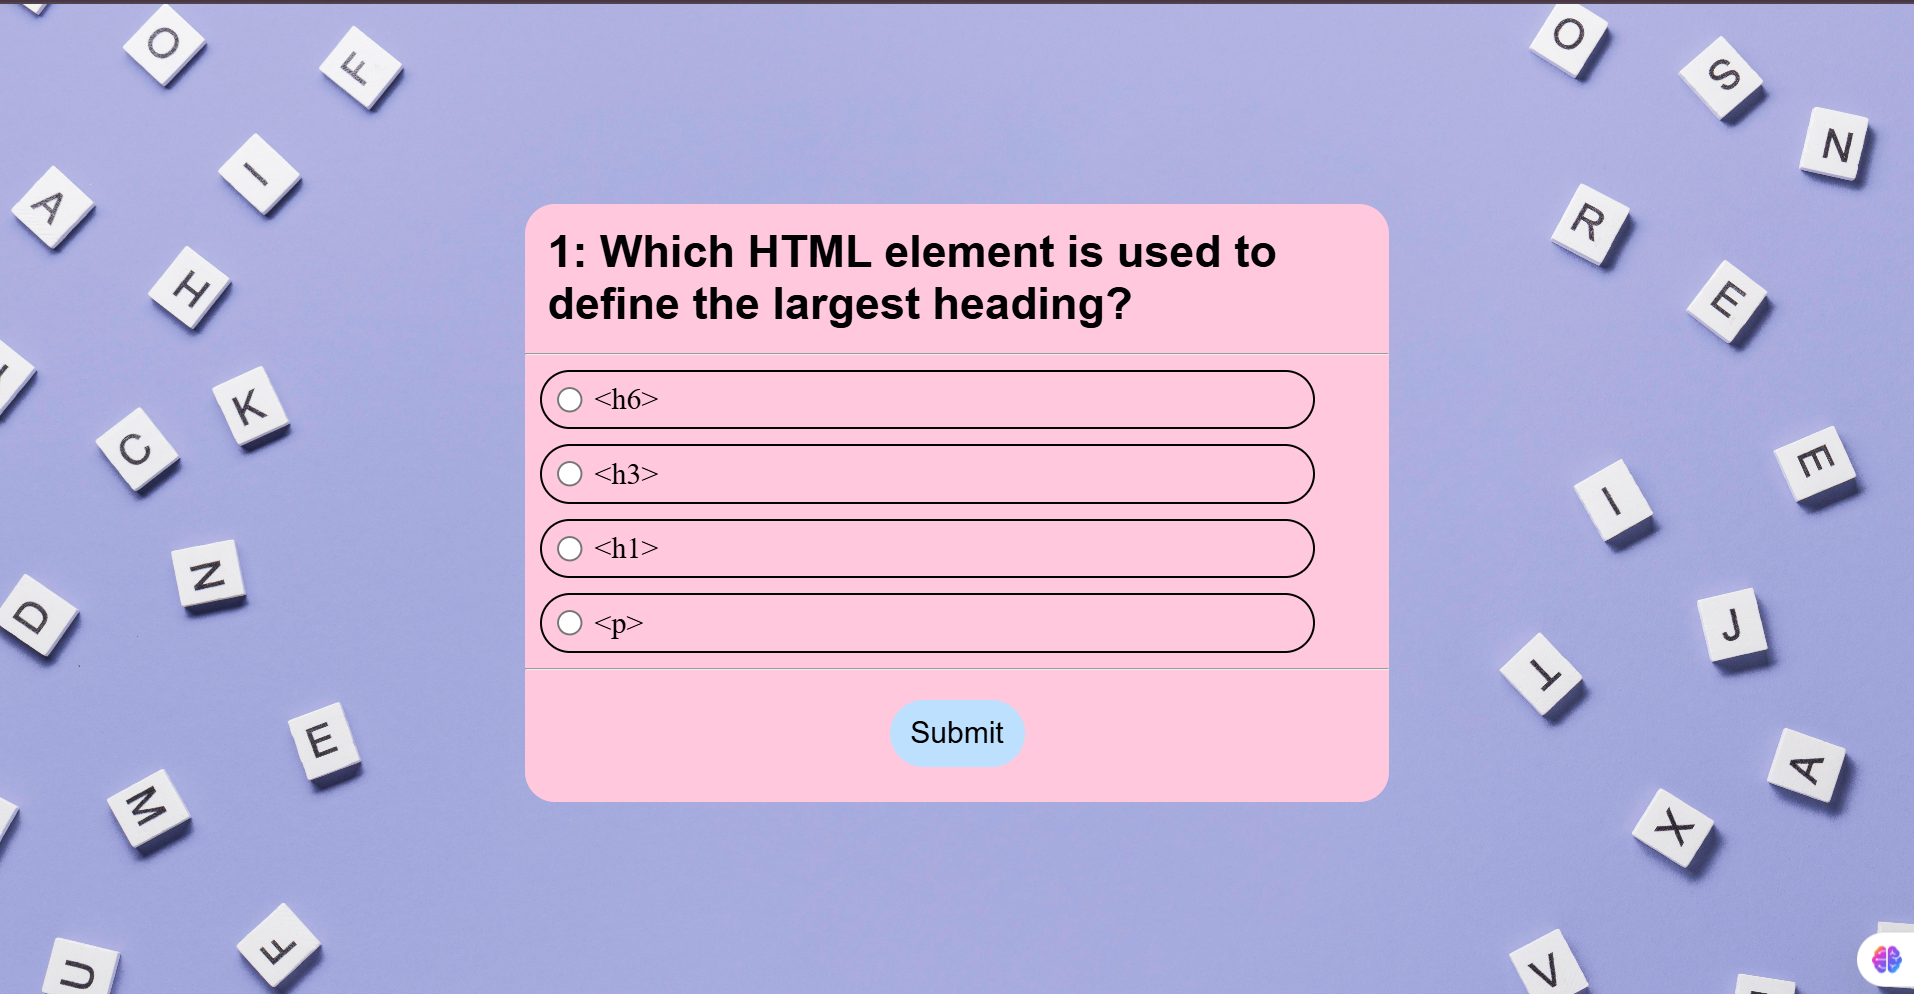 1: Which HTML element is used to
define the largest heading?
<h6>
<h3>
<h1>
<p>
Submit
O
F
I
A
H
K
C
N
D
E
M
F
U
O
S
N
R
E
E
I
J
T
A
X
V